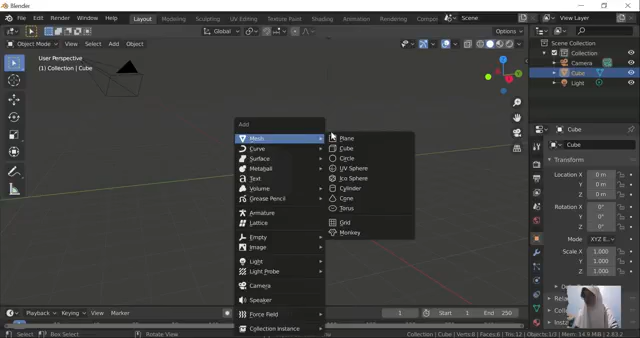 Blender
File Edit Render Window Help Layout Modeling Sculpting UV Editing Texture Paint Shading Animation Rendering Scene View Layer
Global Options
Object Mode View Select Add Object
User Perspective
(1) Collection | Cube
Scene Collection
Collection
Camera
Cube
Light
Add
Mesh
Curve
Surface
Metaball
Text
Volume
Grease Pencil
Armature
Lattice
Empty
Image
Light
Light Probe
Camera
Speaker
Force Field
Collection Instance
Plane
Cube
Circle
UV Sphere
Ico Sphere
Cylinder
Cone
Torus
Grid
Monkey
Cube
Cube
Transform
Location X 0 m
Y 0 m
Z 0 m
Rotation X 0°
Y 0°
Z 0°
Mode XYZ E...
Scale X 1.000
Y 1.000
Z 1.000
Playback Keying View Marker 1 Start 1 End 250
Select Box Select Rotate View Collection | Cube | Verts:8 | Faces:6 | Tris:12 | Objects:1/3 | Mem: 14.9 MiB | 2.83.2